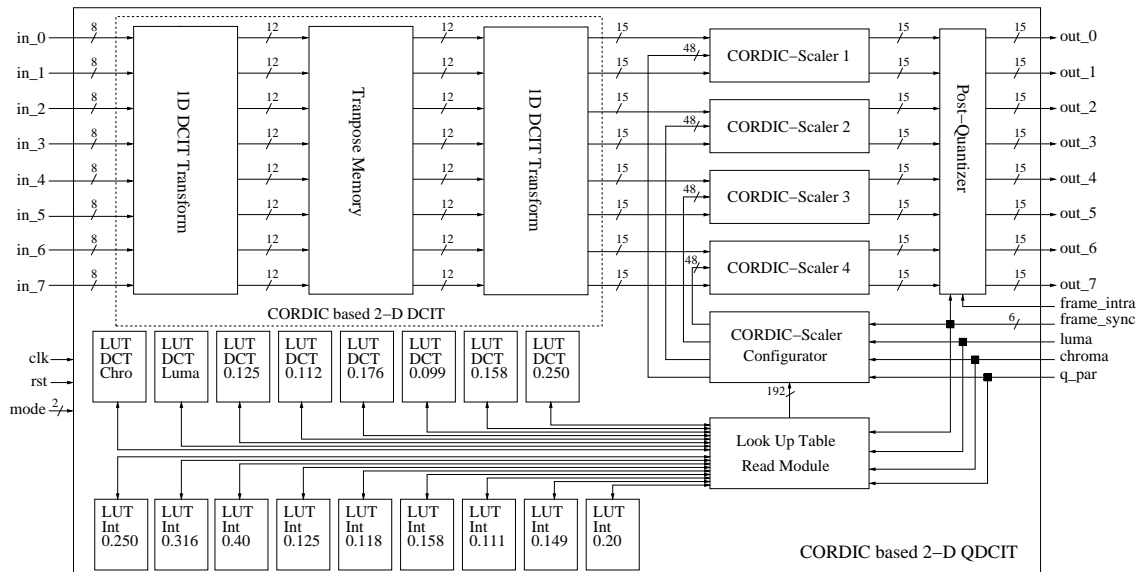 8 12 12 15 15 15
in_0 out_0
48
CORDIC−Scaler 1
8 12 12 15 15 15
in_1 out_1
8 12 12 15 15
in_2 out_2
48
CORDIC−Scaler 2
8 12 12 15 15
in_3 out_3
8 12 12 15 15
in_4 out_4
48
CORDIC−Scaler 3
8 12 12 15 15
in_5 out_5
8 12 12 15 15 15
in_6 out_6
48
CORDIC−Scaler 4
8 12 12 15 15 15
in_7 out_7
1D DCIT Transform
Tranpose Memory
1D DCIT Transform
Post−Quantizer
CORDIC based 2−D DCIT
frame_intra
6
frame_sync
luma
chroma
q_par
CORDIC−Scaler
Configurator
192
clk
rst
mode
2
LUT
DCT
Chro
LUT
DCT
Luma
LUT
DCT
0.125
LUT
DCT
0.112
LUT
DCT
0.176
LUT
DCT
0.099
LUT
DCT
0.158
LUT
DCT
0.250
Look Up Table
Read Module
LUT
Int
0.250
LUT
Int
0.316
LUT
Int
0.40
LUT
Int
0.125
LUT
Int
0.118
LUT
Int
0.158
LUT
Int
0.111
LUT
Int
0.149
LUT
Int
0.20
CORDIC based 2−D QDCIT